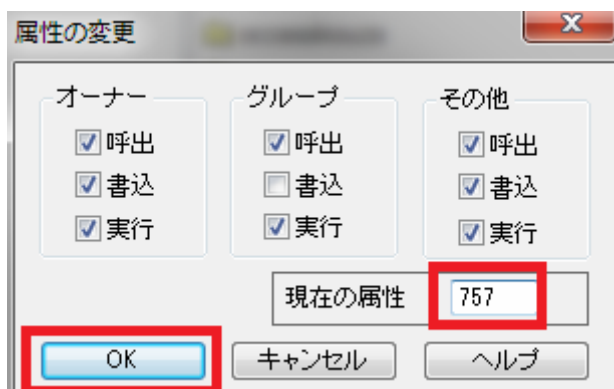 属性の変更
オーナー グループ その他
呼出 呼出 呼出
書込 書込 書込
実行 実行 実行
現在の属性 757
OK キャンセル ヘルプ